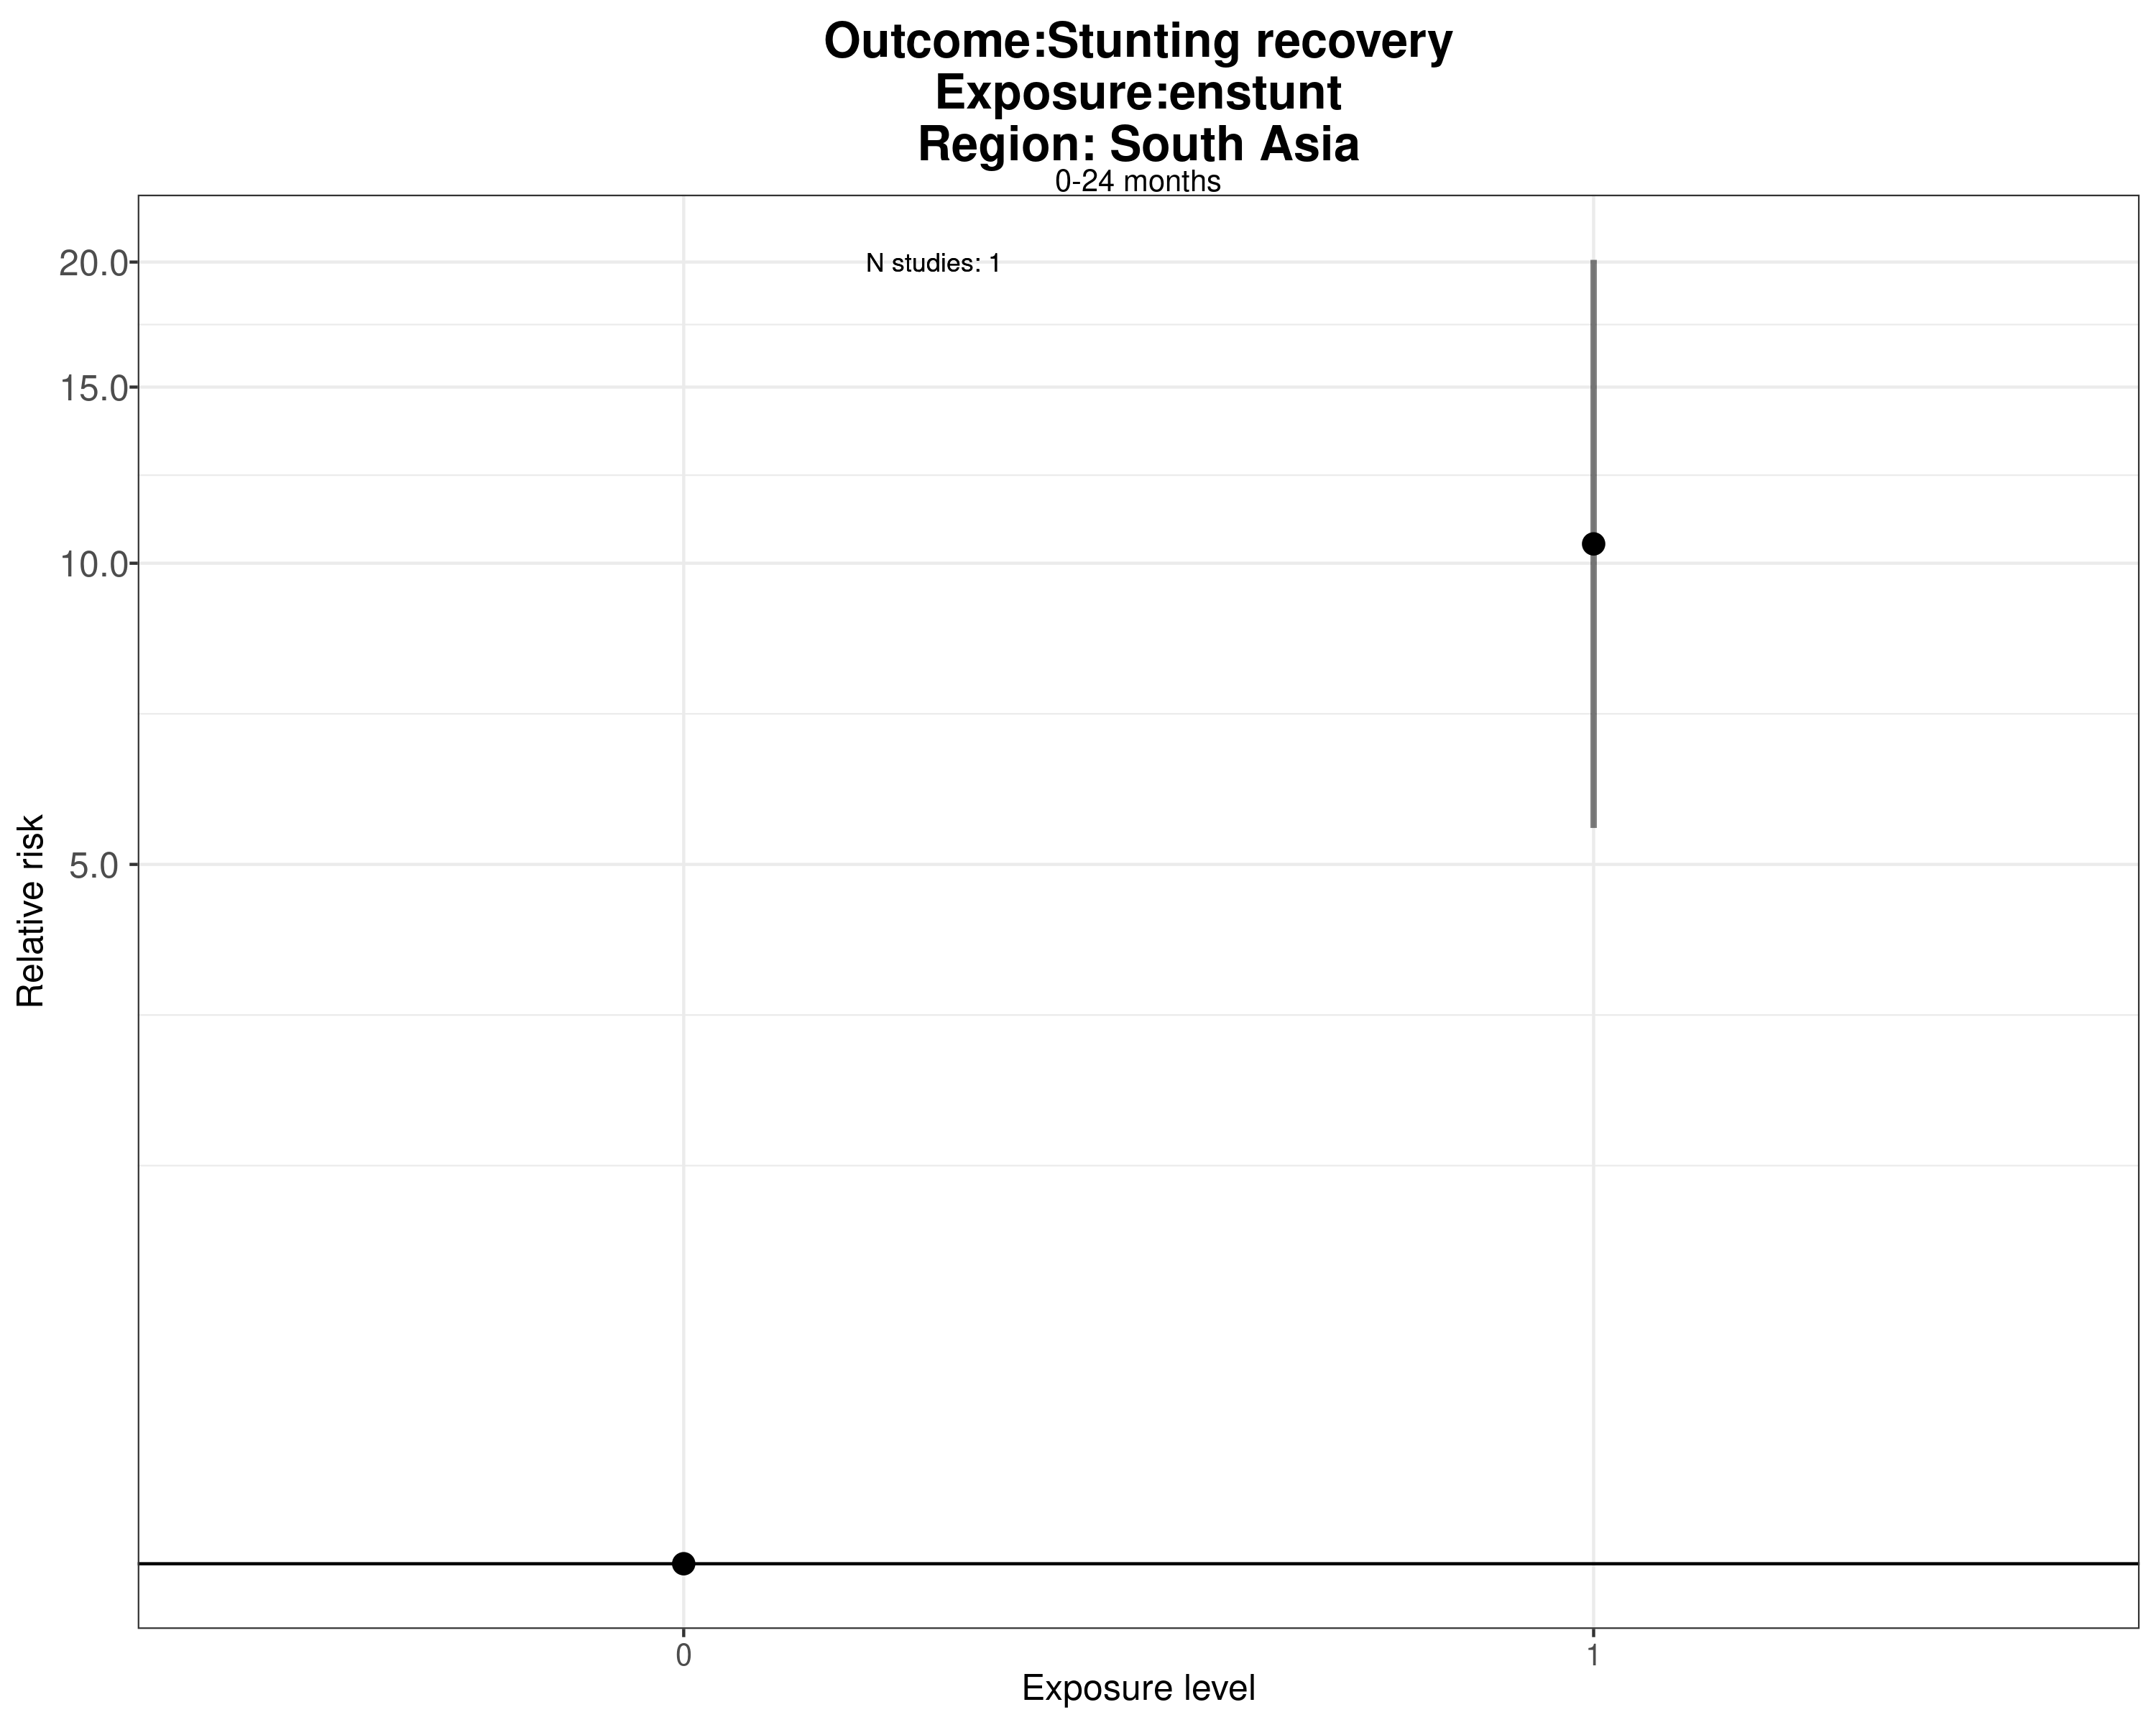 Outcome:Stunting recovery
Exposure:enstunt
Region: South Asia
0-24 months
N studies: 1
20.0
15.0
10.0
5.0
Relative risk
0
1
Exposure level